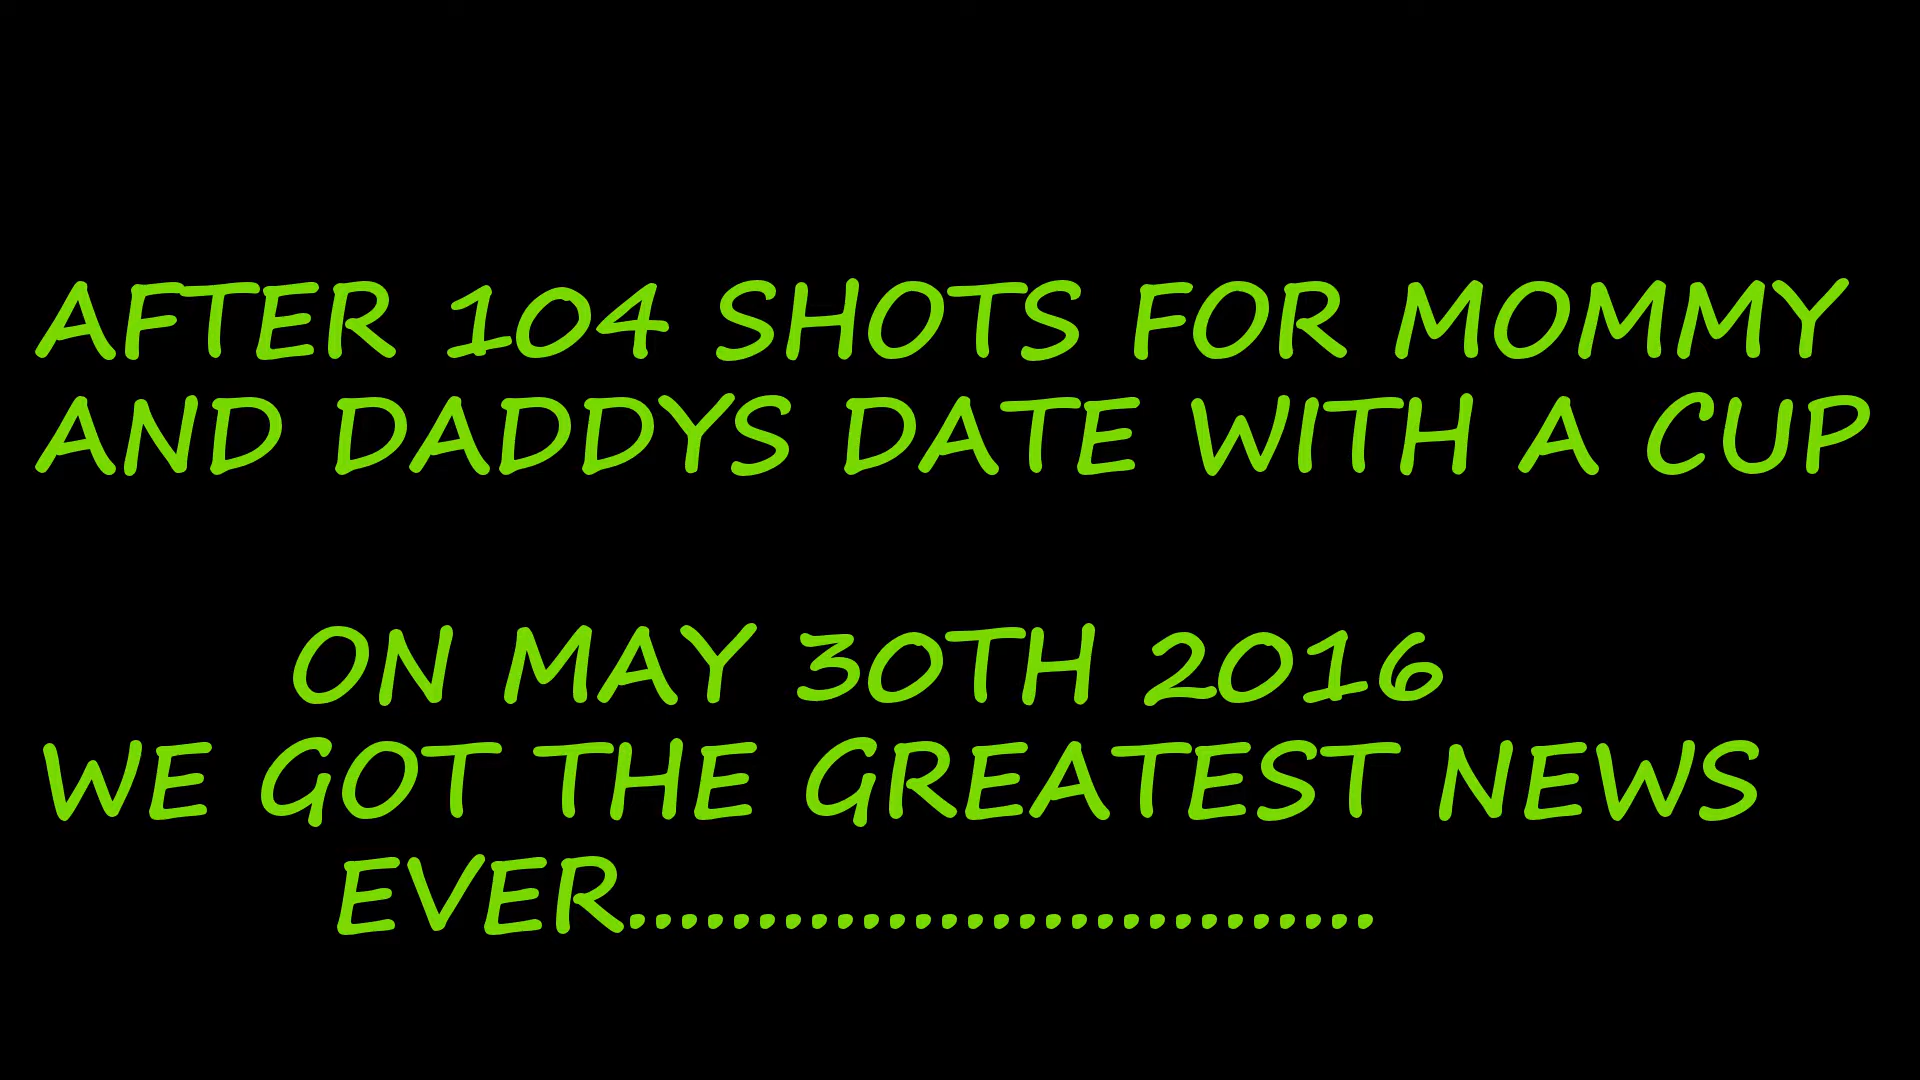 AFTER 104 SHOTS FOR MOMMY
AND DADDYS DATE WITH A CUP
ON MAY 30TH 2016
WE GOT THE GREATEST NEWS
EVER.............................